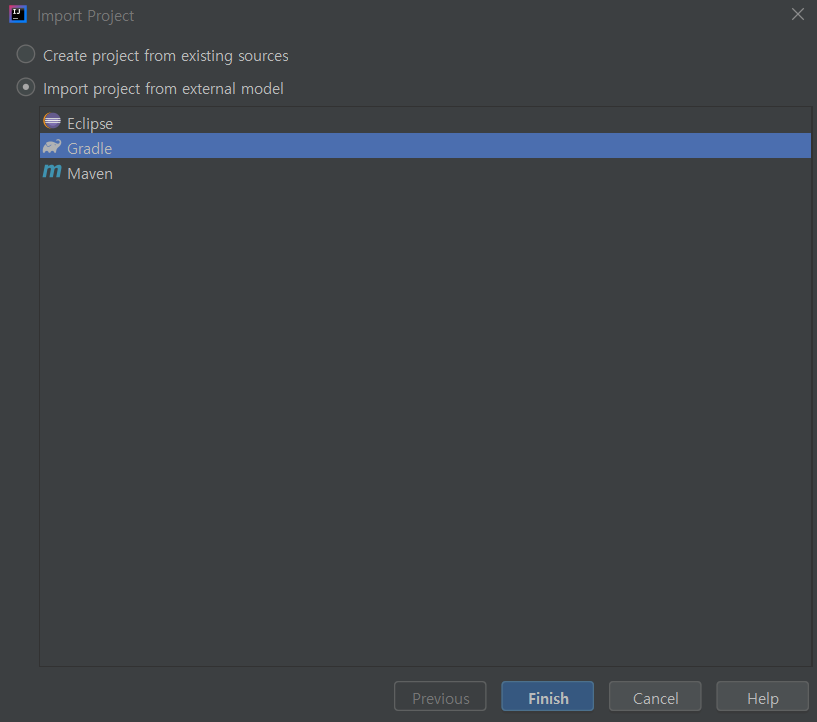 IJ
Import Project
Create project from existing sources
Import project from external model
Eclipse
Gradle
m Maven
Previous Finish Cancel Help